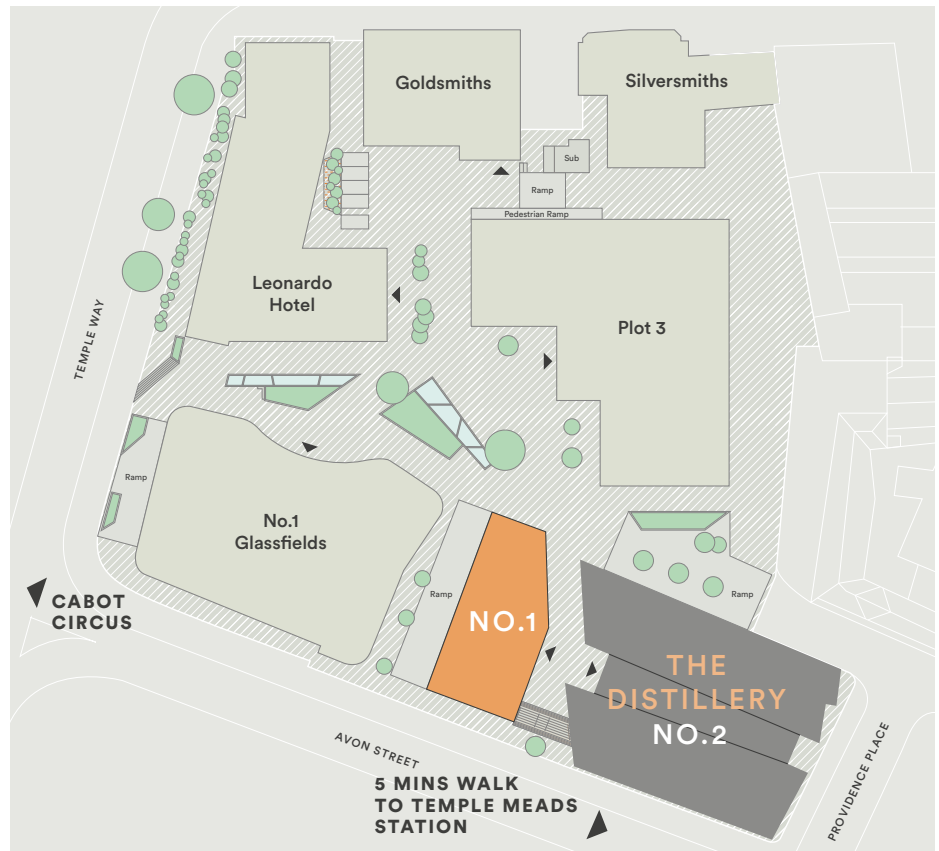 Goldsmiths
Silversmiths
Sub
Ramp
Pedestrian Ramp
Leonardo
Hotel
Plot 3
TEMPLE WAY
Ramp
No.1
Glassfields
CABOT
CIRCUS
Ramp
NO.1
Ramp
THE
DISTILLERY
NO.2
AVON STREET
5 MINS WALK
TO TEMPLE MEADS
STATION
PROVIDENCE PLACE